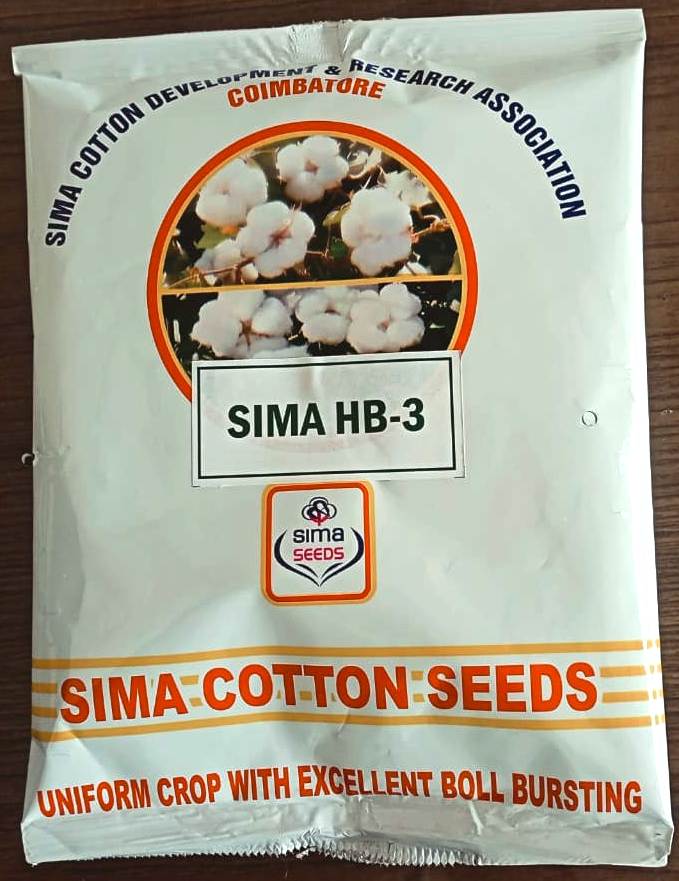 SIMA COTTON DEVELOPMENT & RESEARCH ASSOCIATION
COIMBATORE
SIMA HB-3
sima
SEEDS
SIMA COTTON SEEDS
UNIFORM CROP WITH EXCELLENT BOLL BURSTING